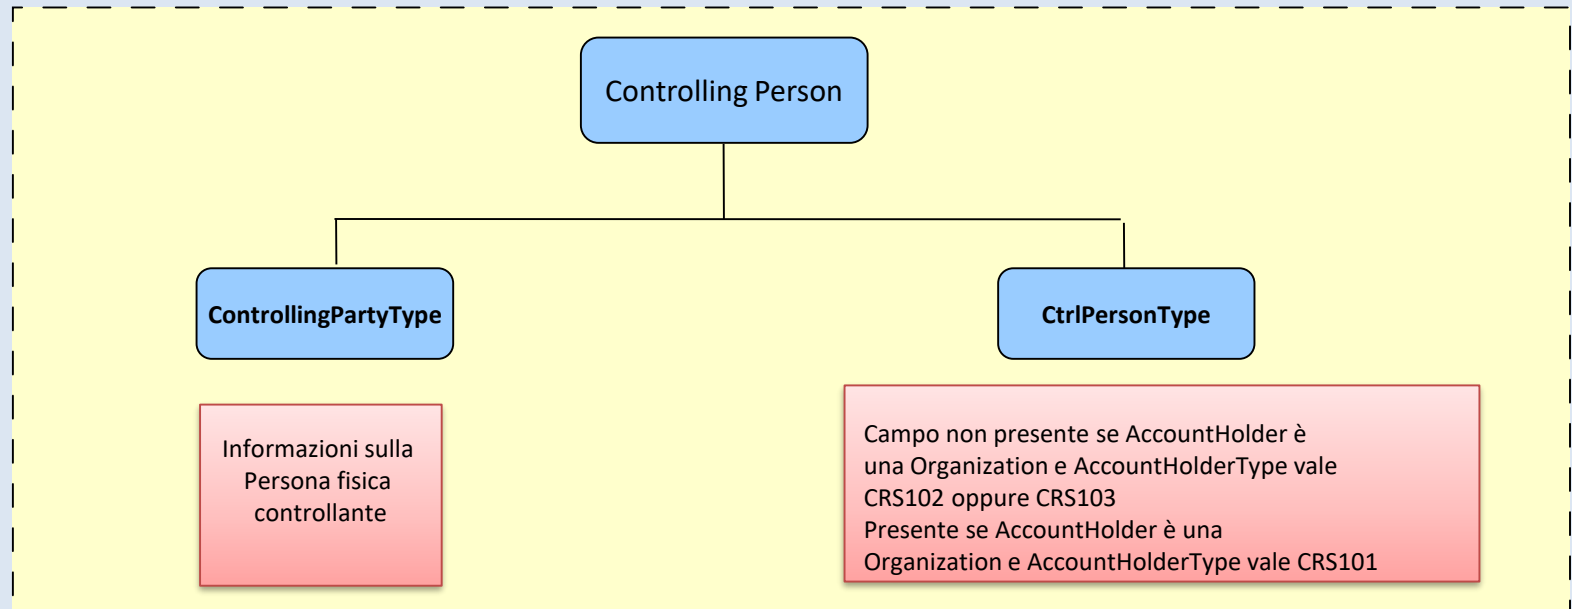 Controlling Person
ControllingPartyType
CtrlPersonType
Informazioni sulla
Persona fisica
controllante
Campo non presente se AccountHolder è
una Organization e AccountHolderType vale
CRS102 oppure CRS103
Presente se AccountHolder è una
Organization e AccountHolderType vale CRS101